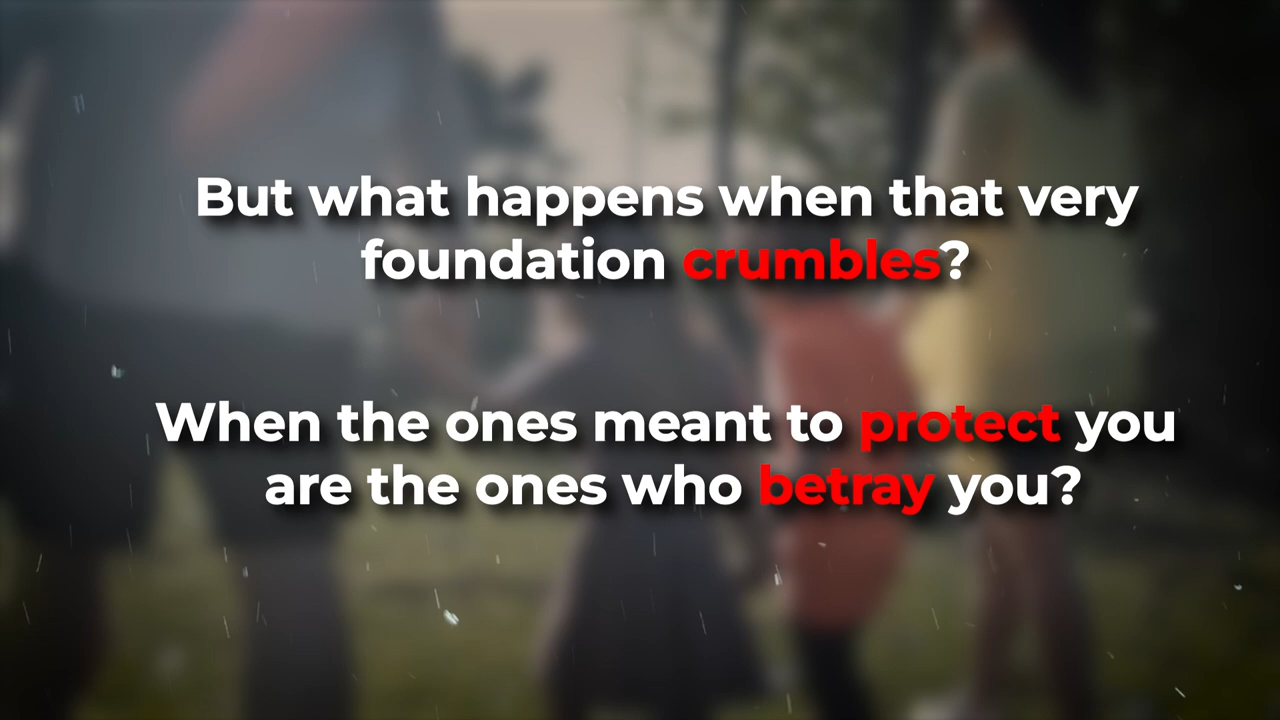 But what happens when that very
foundation crumbles?
When the ones meant to protect you
are the ones who betray you?